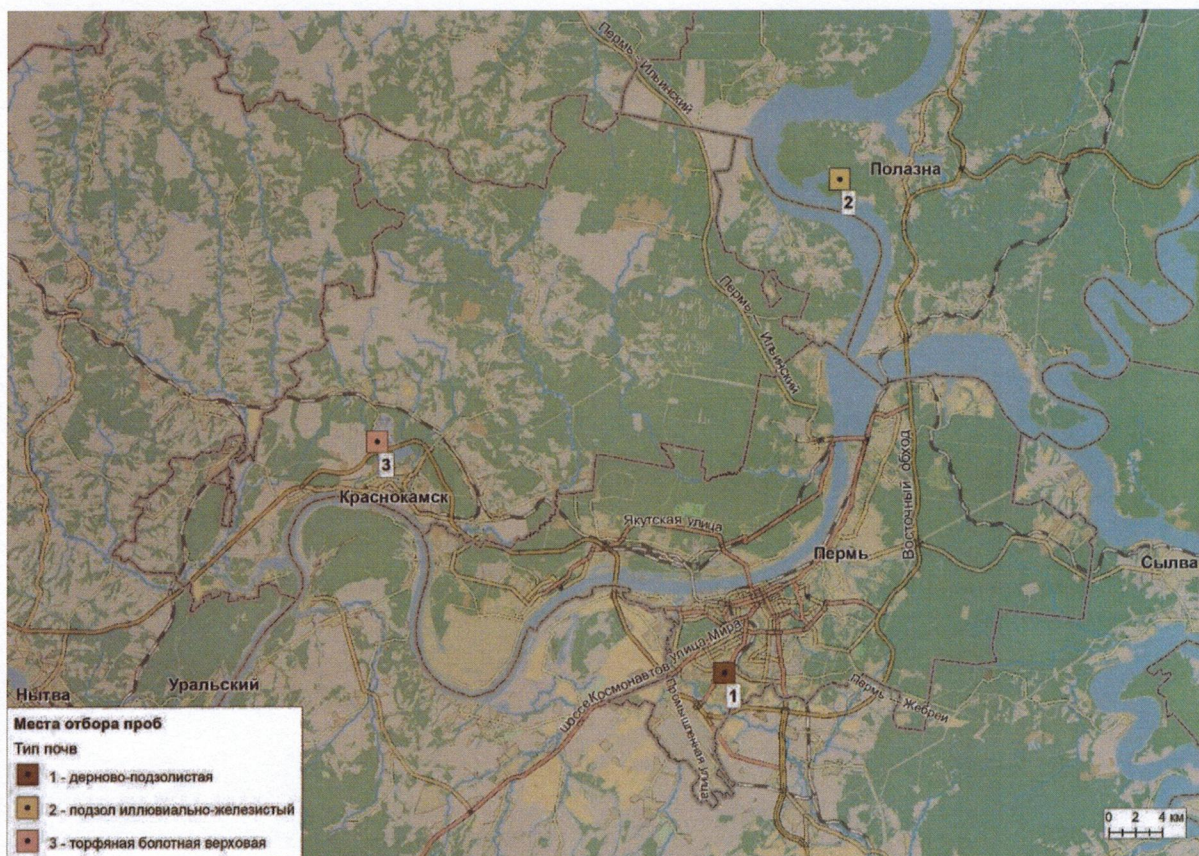 Пермь - Ильинский
Полазна
2
Пермь - Ильинский
3
Краснокамск
Якутская улица
Восточный обход
Пермь
Сылва
шоссе Космонавтов
улица Мира
Промышленная улица
1
Пермь - Жебреи
Нытва
Уральский
Места отбора проб
Тип почв
1 - дерново-подзолистая
2 - подзол иллювиально-железистый
3 - торфяная болотная верховая
0 2 4 км